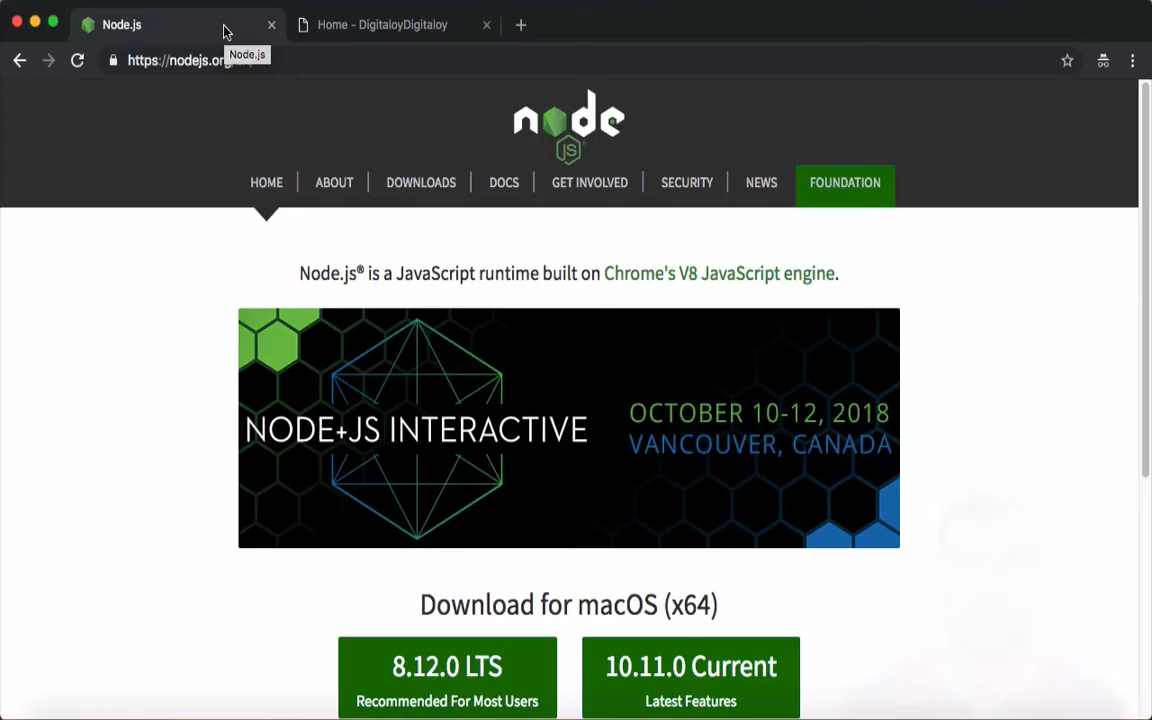 Node.js
Home - DigitaloyDigitaloy
https://nodejs.or
Node.js
node
JS
HOME
ABOUT
DOWNLOADS
DOCS
GET INVOLVED
SECURITY
NEWS
FOUNDATION
Node.js® is a JavaScript runtime built on Chrome's V8 JavaScript engine.
NODE+JS INTERACTIVE
OCTOBER 10-12, 2018
VANCOUVER, CANADA
Download for macOS (x64)
8.12.0 LTS
Recommended For Most Users
10.11.0 Current
Latest Features